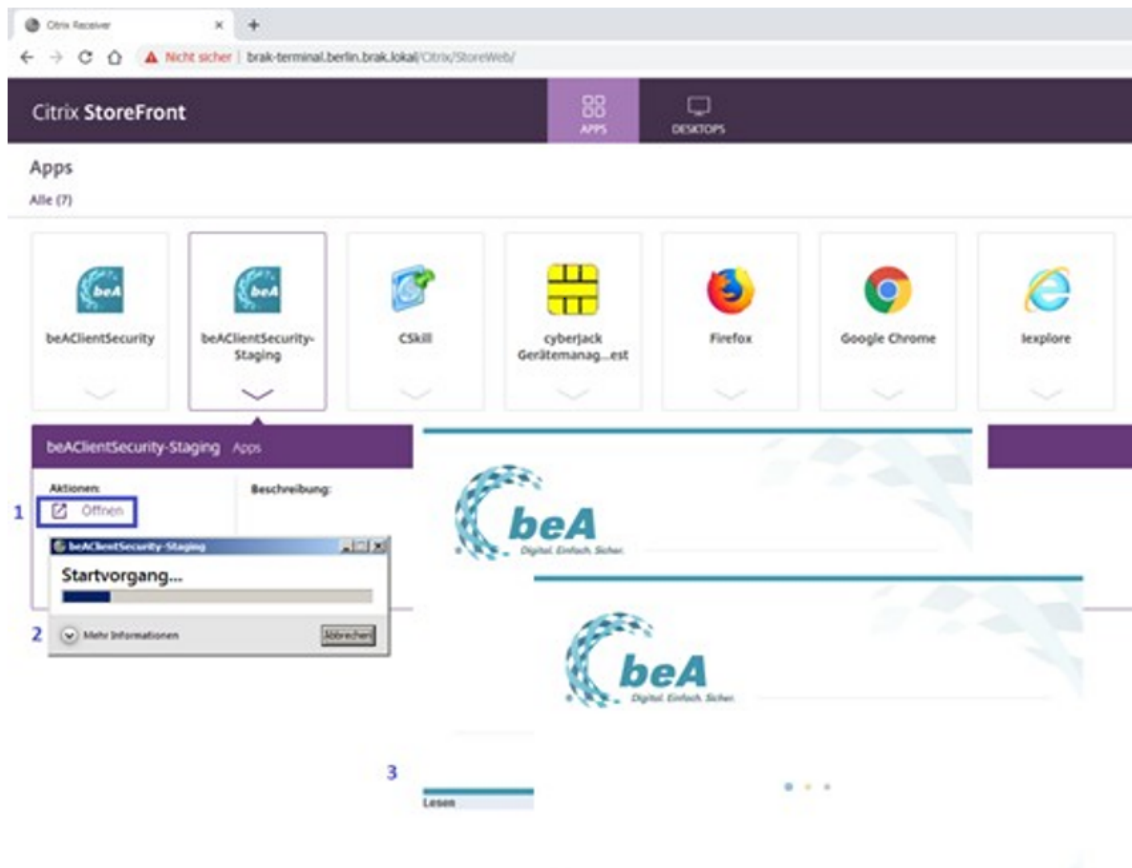 Citrix Receiver
Nicht sicher | brak-terminal.berlin.brak.lokal/Citrix/StoreWeb/
Citrix StoreFront
APPS
DESKTOPS
Apps
Alle (7)
beA
beA
beAClientSecurity
beAClientSecurity-
Staging
CSkill
cyberJack
Gerätemanag...est
Firefox
Google Chrome
Iexplore
beAClientSecurity-Staging Apps
Aktionen:
Beschreibung:
1
Öffnen
beAClientSecurity-Staging
Startvorgang...
2
Mehr Informationen
Abbrechen
beA
Digital. Einfach. Sicher.
beA
Digital. Einfach. Sicher.
3
Lesen